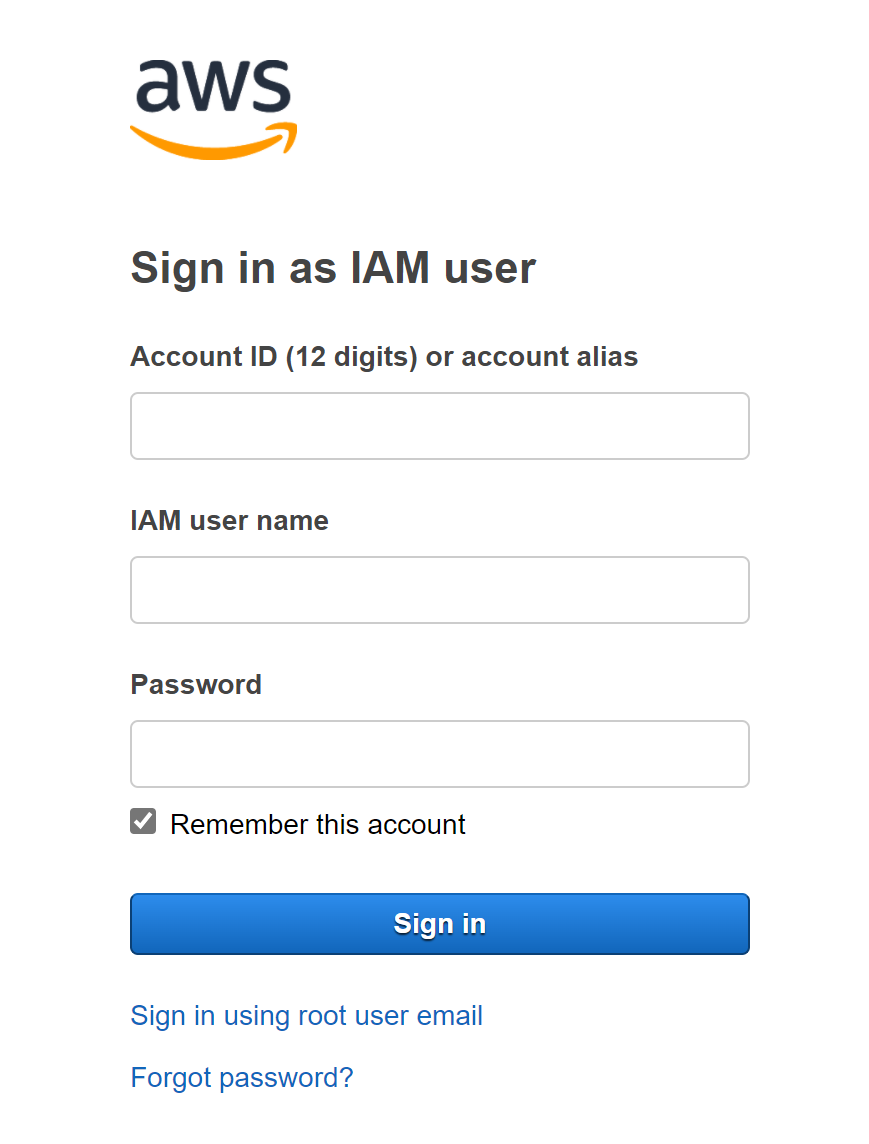 aws
Sign in as IAM user
Account ID (12 digits) or account alias
IAM user name
Password
Remember this account
Sign in
Sign in using root user email
Forgot password?